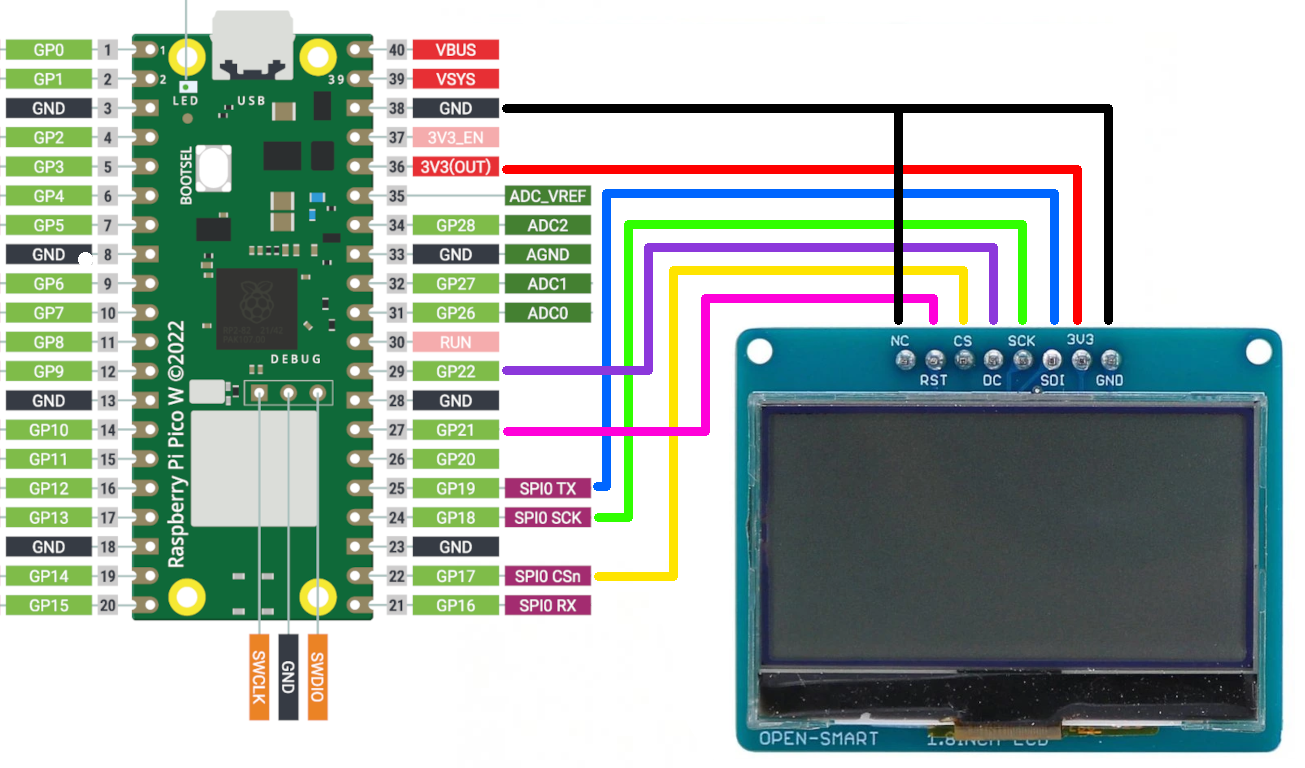 GP0 1 1 40 VBUS
GP1 2 2 39 39 VSYS
GND 3 LED USB 38 GND
GP2 4 37 3V3_EN
GP3 5 BOOTSEL 36 3V3(OUT)
GP4 6 35 ADC_VREF
GP5 7 34 GP28 ADC2
GND 8 33 GND AGND
GP6 9 32 GP27 ADC1
GP7 10 31 GP26 ADC0
GP8 11 30 RUN
DEBUG
GP9 12 29 GP22
GND 13 28 GND
GP10 14 27 GP21
GP11 15 26 GP20
GP12 16 25 GP19 SPI0 TX
GP13 17 24 GP18 SPI0 SCK
GND 18 23 GND
GP14 19 22 GP17 SPI0 CSn
GP15 20 21 GP16 SPI0 RX
Raspberry Pi Pico W ©2022
SWCLK GND SWDIO
NC CS SCK 3V3
RST DC SDI GND
OPEN-SMART 1.8INCH LCD